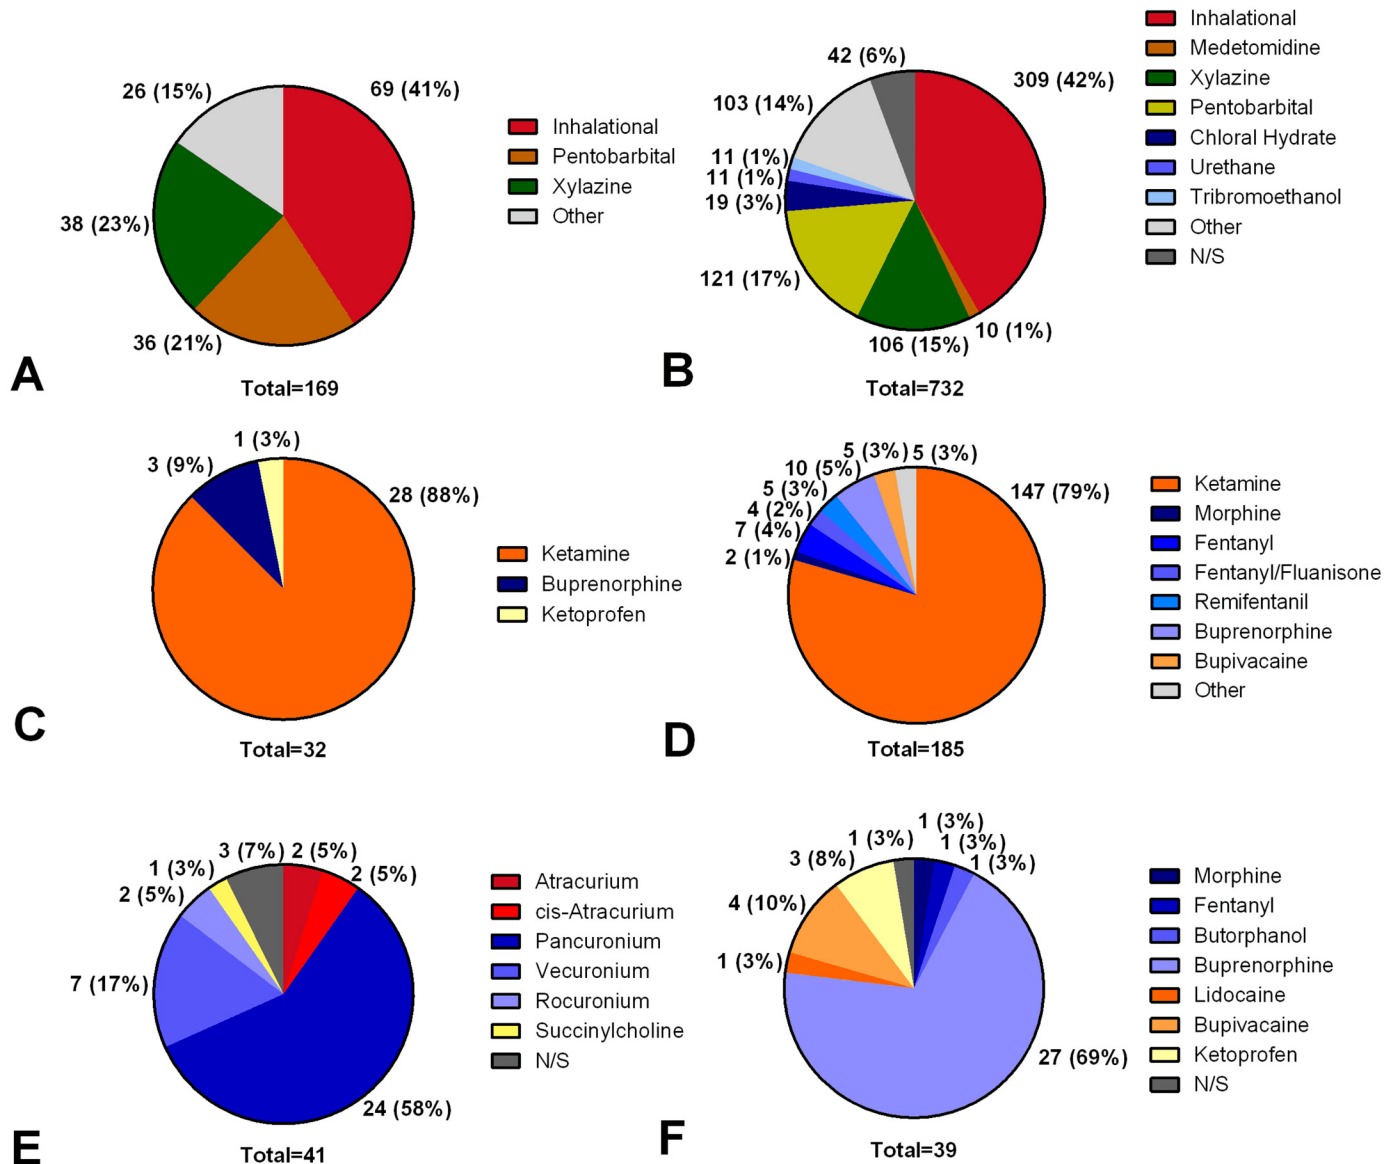 69 (41%)
26 (15%)
38 (23%)
36 (21%)
Inhalational
Pentobarbital
Xylazine
Other
A
Total=169
42 (6%)
309 (42%)
103 (14%)
11 (1%)
11 (1%)
19 (3%)
121 (17%)
106 (15%)
10 (1%)
Inhalational
Medetomidine
Xylazine
Pentobarbital
Chloral Hydrate
Urethane
Tribromoethanol
Other
N/S
B
Total=732
1 (3%)
3 (9%)
28 (88%)
Ketamine
Buprenorphine
Ketoprofen
C
Total=32
5 (3%)
5 (3%)
10 (5%)
5 (3%)
4 (2%)
7 (4%)
2 (1%)
147 (79%)
Ketamine
Morphine
Fentanyl
Fentanyl/Fluanisone
Remifentanil
Buprenorphine
Bupivacaine
Other
D
Total=185
3 (7%)
2 (5%)
1 (3%)
2 (5%)
2 (5%)
7 (17%)
24 (58%)
Atracurium
cis-Atracurium
Pancuronium
Vecuronium
Rocuronium
Succinylcholine
N/S
E
Total=41
1 (3%)
1 (3%)
1 (3%)
1 (3%)
3 (8%)
4 (10%)
1 (3%)
27 (69%)
Morphine
Fentanyl
Butorphanol
Buprenorphine
Lidocaine
Bupivacaine
Ketoprofen
N/S
F
Total=39